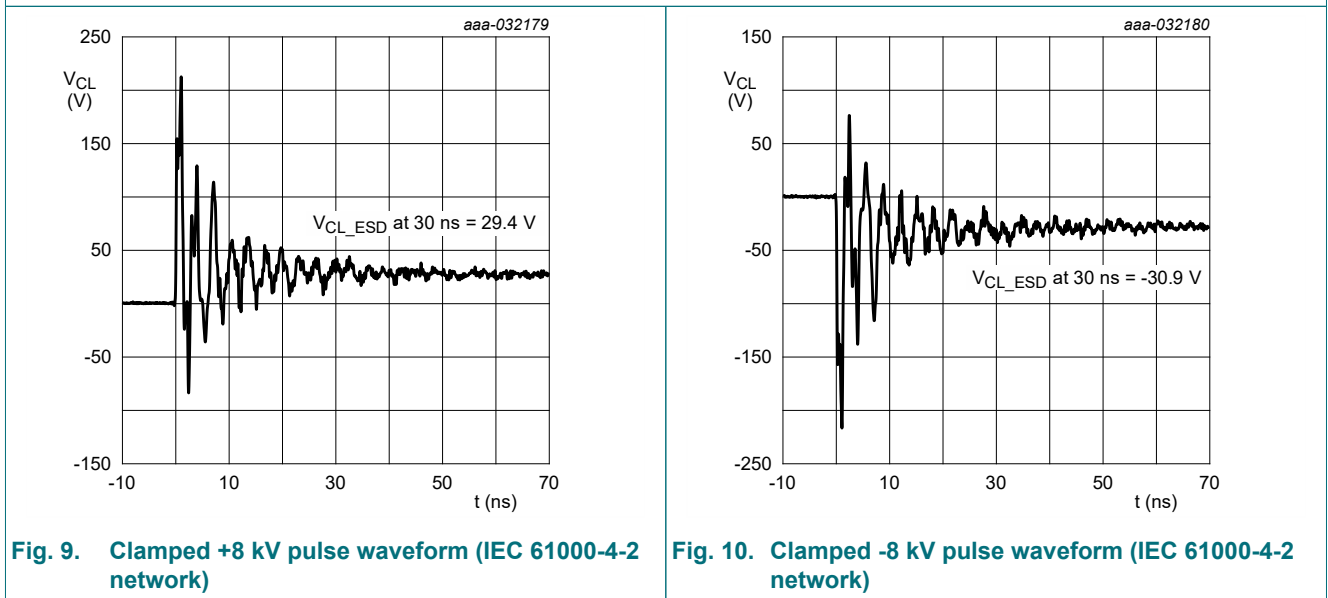 aaa-032179
250
VCL
(V)
150
VCL_ESD at 30 ns = 29.4 V
50
-50
-150
-10
10
30
50
70
t (ns)
Fig. 9. Clamped +8 kV pulse waveform (IEC 61000-4-2
network)
aaa-032180
150
VCL
(V)
50
-50
VCL_ESD at 30 ns = -30.9 V
-150
-250
-10
10
30
50
70
t (ns)
Fig. 10. Clamped -8 kV pulse waveform (IEC 61000-4-2
network)